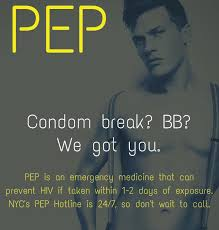 PEP
Condom break? BB?
We got you.
PEP is an emergency medicine that can
prevent HIV if taken within 1-2 days of exposure.
NYC's PEP Hotline is 24/7, so don't wait to call.